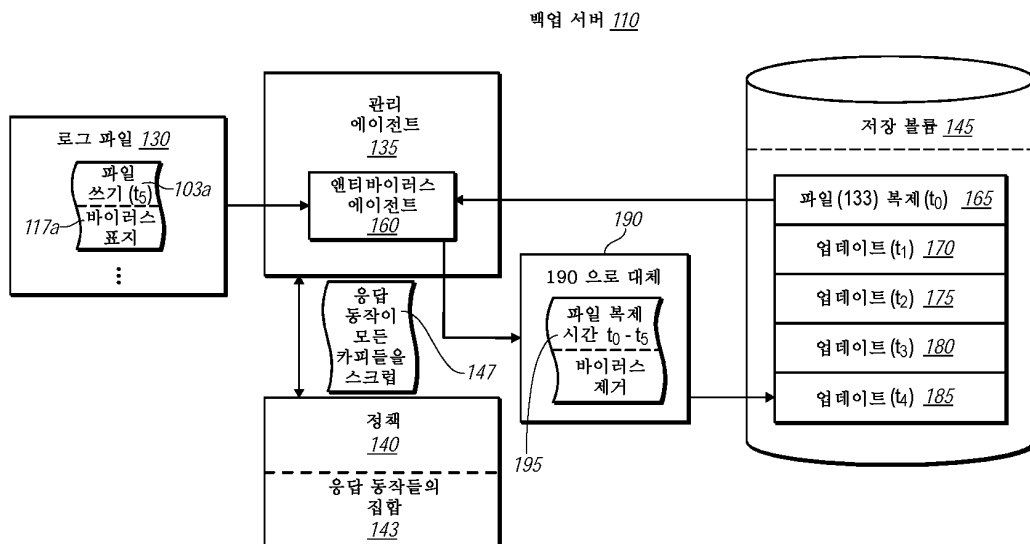 백업 서버 110
로그 파일 130
파일
쓰기 (t5)
바이러스
표지
103a
117a
⋮
관리
에이전트
135
앤티바이러스
에이전트
160
응답
동작이
모든
카피들을
스크럽
147
정책
140
응답 동작들의
집합
143
190
190 으로 대체
파일 복제
시간 t0 - t5
바이러스
제거
195
저장 볼륨 145
파일(133) 복제(t0) 165
업데이트(t1) 170
업데이트(t2) 175
업데이트(t3) 180
업데이트(t4) 185